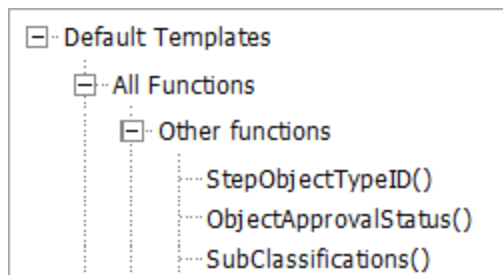 Default Templates
All Functions
Other functions
StepObjectTypeID()
ObjectApprovalStatus()
SubClassifications()